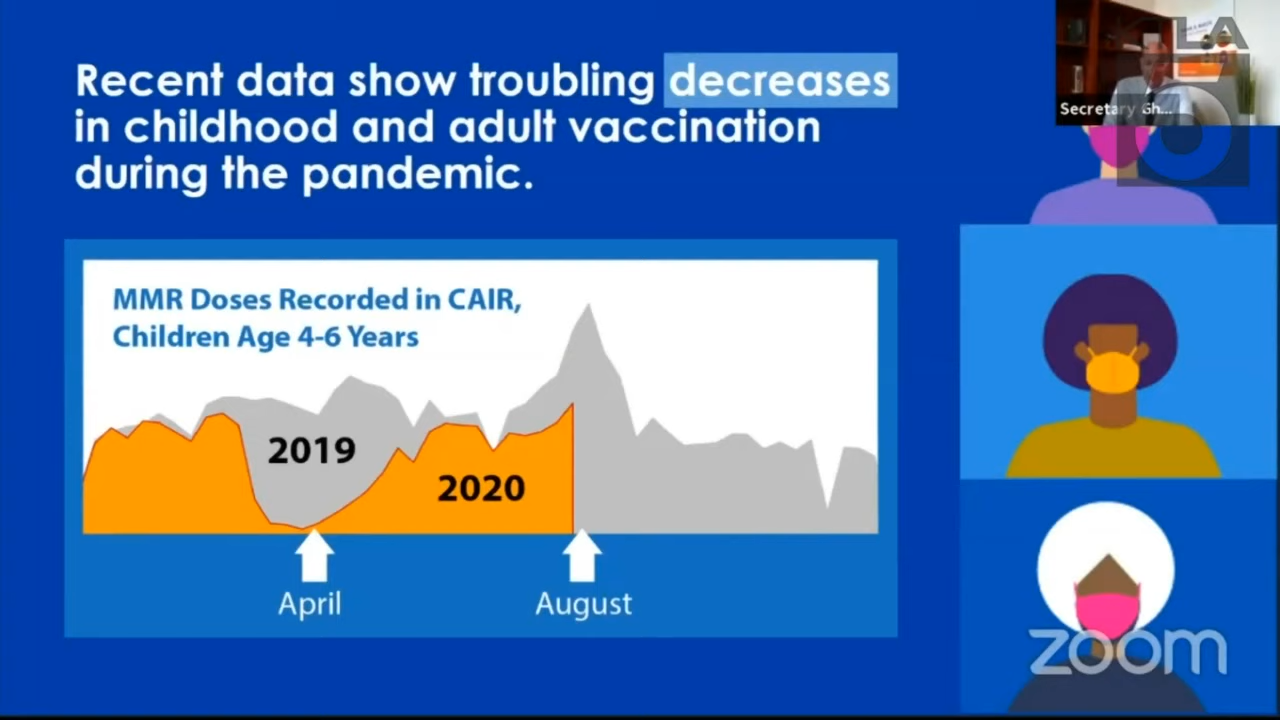 Recent data show troubling decreases
in childhood and adult vaccination
during the pandemic.
LA
Secretary Gh...
MMR Doses Recorded in CAIR,
Children Age 4-6 Years
2019
2020
April
August
zoom